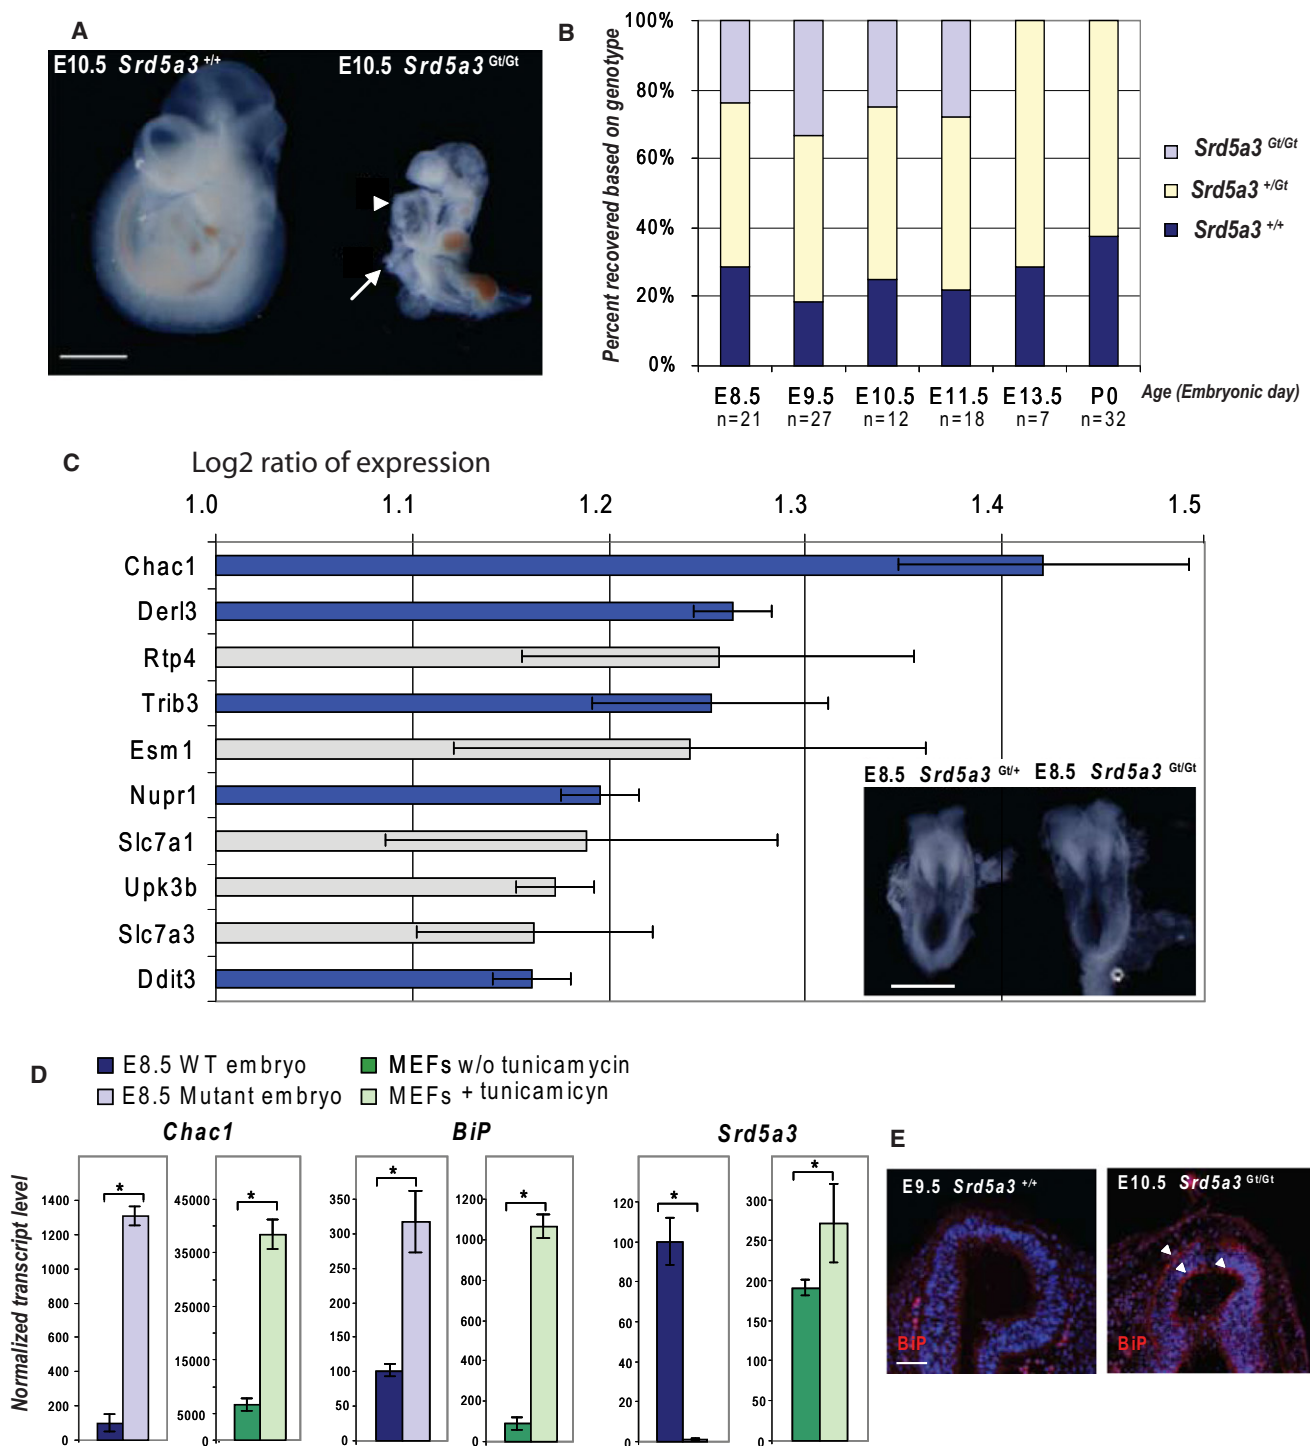 A
E10.5 Srd5a3 +/+
E10.5 Srd5a3 Gt/Gt
B
Percent recovered based on genotype
100%
80%
60%
40%
20%
0%
E8.5 E9.5 E10.5 E11.5 E13.5 P0
n=21 n=27 n=12 n=18 n=7 n=32
Age (Embryonic day)
Srd5a3 Gt/Gt
Srd5a3 +/Gt
Srd5a3 +/+
C
Log2 ratio of expression
1.0 1.1 1.2 1.3 1.4 1.5
Chac1
Derl3
Rtp4
Trib3
Esm1
Nupr1
Slc7a1
Upk3b
Slc7a3
Ddit3
E8.5 Srd5a3 Gt/+
E8.5 Srd5a3 Gt/Gt
D
E8.5 WT embryo
E8.5 Mutant embryo
MEFs w/o tunicamycin
MEFs + tunicamicyn
Normalized transcript level
Chac1
1400
1200
1000
800
600
400
200
0
*
45000
35000
25000
15000
5000
0
*
BiP
350
300
250
200
150
100
50
0
*
1200
1000
800
600
400
200
0
*
Srd5a3
120
100
80
60
40
20
0
*
300
250
200
150
100
50
0
*
E
E9.5 Srd5a3 +/+
BiP
E10.5 Srd5a3 Gt/Gt
BiP